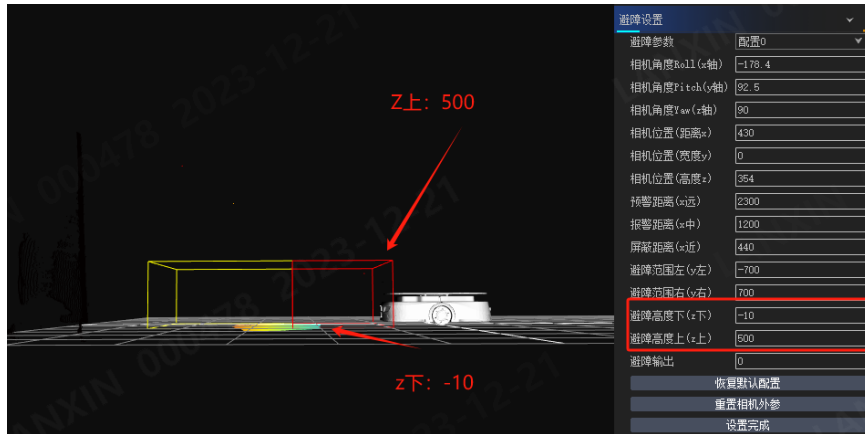 避障设置
避障参数 配置0
相机角度Roll(x轴) -178.4
相机角度Pitch(y轴) 92.5
相机角度Yaw(z轴) 90
相机位置(距离x) 430
相机位置(宽度y) 0
相机位置(高度z) 354
预警距离(x远) 2300
报警距离(x中) 1200
屏蔽距离(x近) 440
避障范围左(y左) -700
避障范围右(y右) 700
避障高度下(z下) -10
避障高度上(z上) 500
避障输出 0
恢复默认配置
重置相机外参
设置完成
Z上：500
z下：-10
LANXIN 000478 2023-12-21